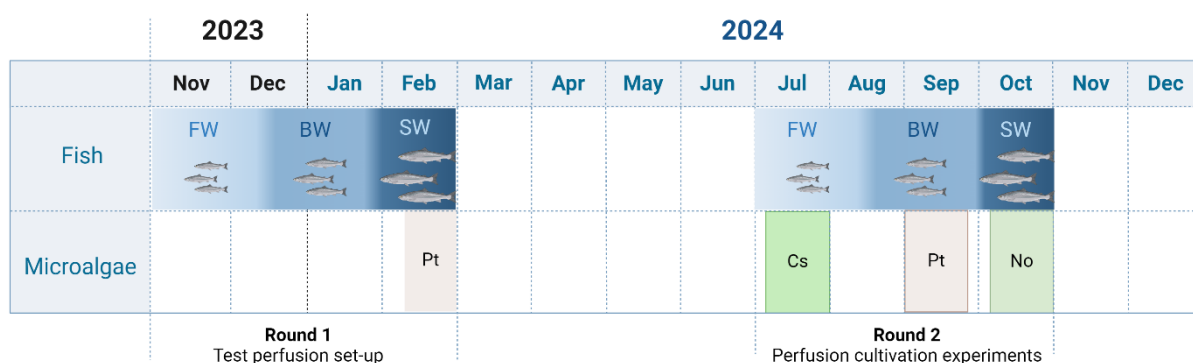 2023 2024
Nov Dec Jan Feb Mar Apr May Jun Jul Aug Sep Oct Nov Dec
Fish FW BW SW FW BW SW
Microalgae Pt Cs Pt No
Round 1 Round 2
Test perfusion set-up Perfusion cultivation experiments